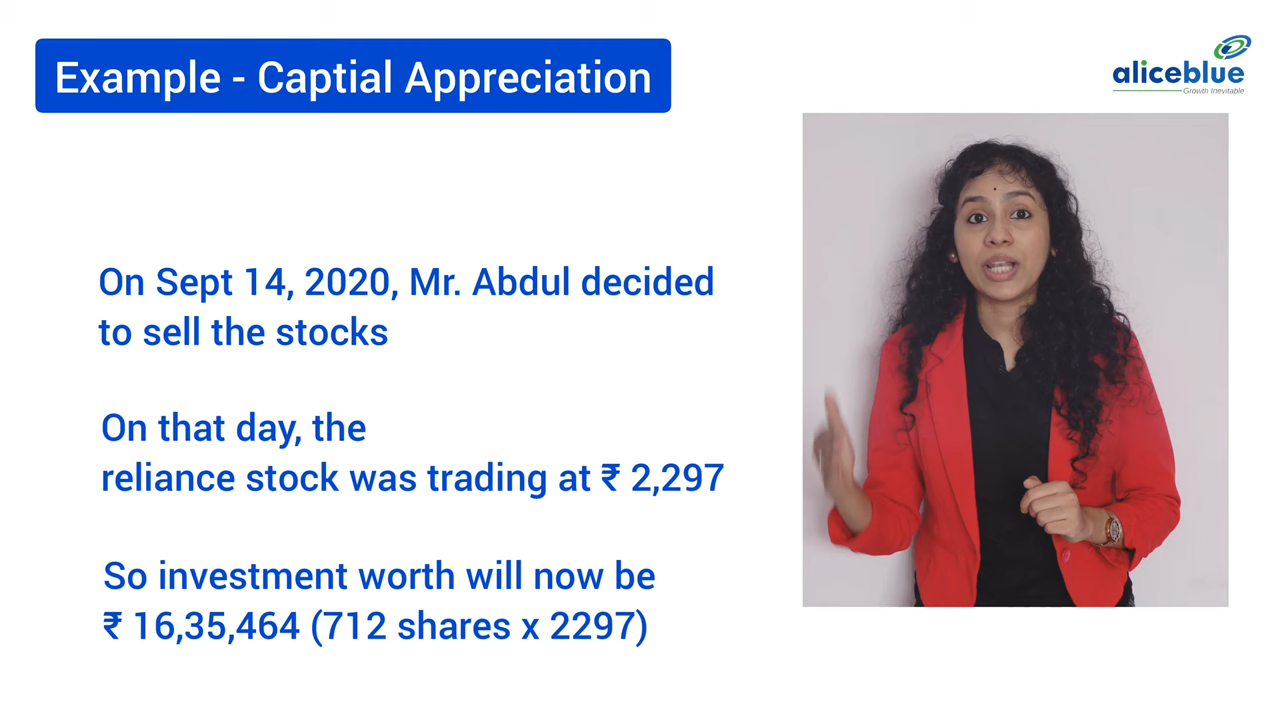 Example - Captial Appreciation
aliceblue
Growth Inevitable
On Sept 14, 2020, Mr. Abdul decided
to sell the stocks
On that day, the
reliance stock was trading at ₹ 2,297
So investment worth will now be
₹ 16,35,464 (712 shares x 2297)